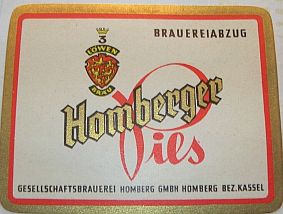 BRAUEREIABZUG
3
LÖWEN
BRÄU
Homberger
Pils
GESELLSCHAFTSBRAUEREI HOMBERG GMBH HOMBERG BEZ. KASSEL